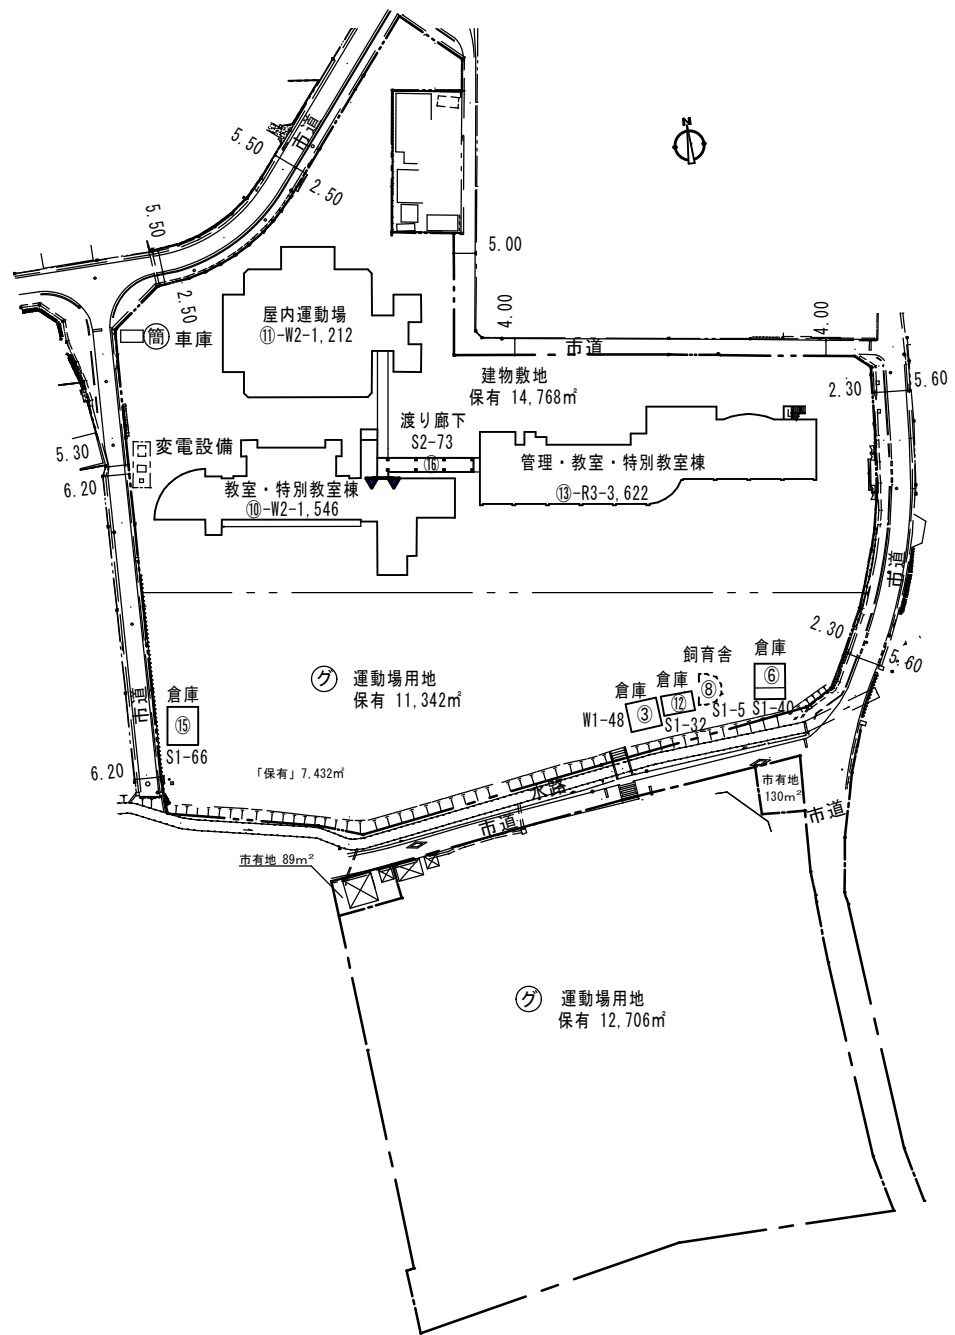 N
市道
5.50
2.50
5.50
2.50
5.00
4.00
4.00
市道
屋内運動場
⑪-W2-1,212
簡 車庫
建物敷地
保有 14,768㎡
2.30
5.60
渡り廊下
S2-73
⑯
変電設備
5.30
6.20
管理・教室・特別教室棟
⑬-R3-3,622
教室・特別教室棟
⑩-W2-1,546
市道
2.30
5.60
グ 運動場用地
保有 11,342㎡
飼育舎
⑧
S1-5
倉庫
⑥
S1-40
倉庫
⑫
S1-32
倉庫
③
W1-48
市道
倉庫
⑮
S1-66
6.20
「保有」7,432㎡
水路
市道
市有地
130m²
市道
市有地 89m²
グ 運動場用地
保有 12,706㎡